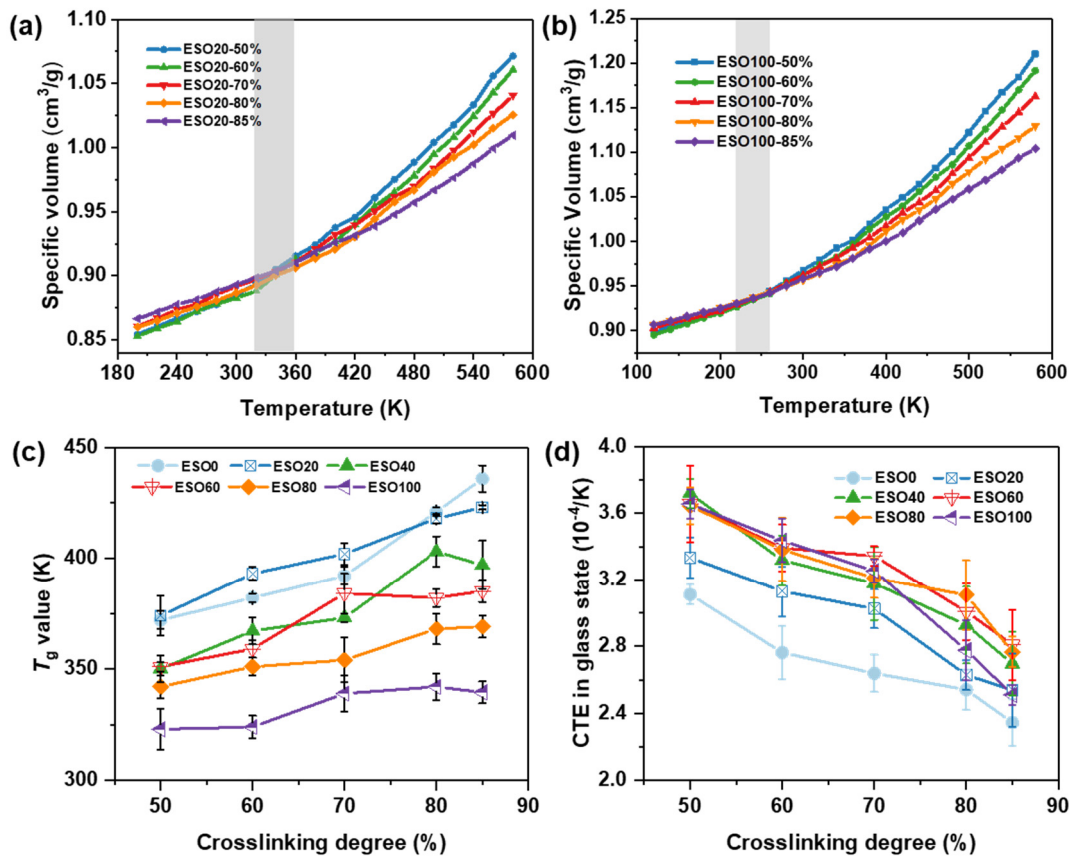 (a)
ESO20-50%
ESO20-60%
ESO20-70%
ESO20-80%
ESO20-85%
Specific volume (cm³/g)
1.10
1.05
1.00
0.95
0.90
0.85
180 240 300 360 420 480 540 600
Temperature (K)
(b)
ESO100-50%
ESO100-60%
ESO100-70%
ESO100-80%
ESO100-85%
Specific Volume (cm³/g)
1.25
1.20
1.15
1.10
1.05
1.00
0.95
0.90
100 200 300 400 500 600
Temperature (K)
(c)
ESO0 ESO20 ESO40
ESO60 ESO80 ESO100
Tg value (K)
450
400
350
300
50 60 70 80 90
Crosslinking degree (%)
(d)
ESO0 ESO20
ESO40 ESO60
ESO80 ESO100
CTE in glass state (10⁻⁴/K)
4.0
3.6
3.2
2.8
2.4
2.0
50 60 70 80 90
Crosslinking degree (%)